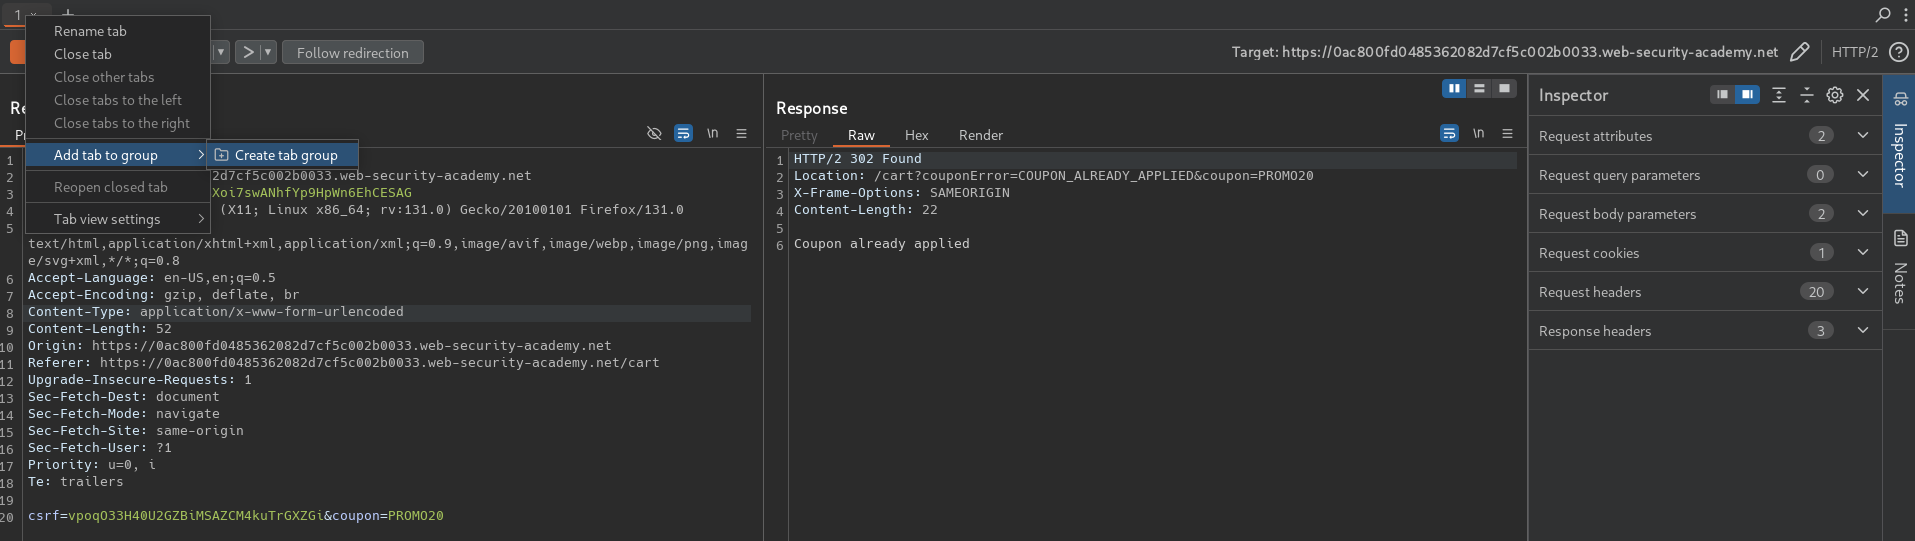 1
Rename tab
Close tab
Close other tabs
Close tabs to the left
Close tabs to the right
Add tab to group
Create tab group
Reopen closed tab
Tab view settings
Follow redirection
Target: https://0ac800fd0485362082d7cf5c002b0033.web-security-academy.net
HTTP/2
\n
1
2 2d7cf5c002b0033.web-security-academy.net
3 Xoi7swANhfYp9HpWn6EhCESAG
4 (X11; Linux x86_64; rv:131.0) Gecko/20100101 Firefox/131.0
5
text/html,application/xhtml+xml,application/xml;q=0.9,image/avif,image/webp,image/png,imag
e/svg+xml,*/*;q=0.8
6 Accept-Language: en-US,en;q=0.5
7 Accept-Encoding: gzip, deflate, br
8 Content-Type: application/x-www-form-urlencoded
9 Content-Length: 52
10 Origin: https://0ac800fd0485362082d7cf5c002b0033.web-security-academy.net
11 Referer: https://0ac800fd0485362082d7cf5c002b0033.web-security-academy.net/cart
12 Upgrade-Insecure-Requests: 1
13 Sec-Fetch-Dest: document
14 Sec-Fetch-Mode: navigate
15 Sec-Fetch-Site: same-origin
16 Sec-Fetch-User: ?1
17 Priority: u=0, i
18 Te: trailers
19
20 csrf=vpoqO33H40U2GZBiMSAZCM4kuTrGXZGi&coupon=PROMO20
Response
Pretty Raw Hex Render
\n
1 HTTP/2 302 Found
2 Location: /cart?couponError=COUPON_ALREADY_APPLIED&coupon=PROMO20
3 X-Frame-Options: SAMEORIGIN
4 Content-Length: 22
5
6 Coupon already applied
Inspector
Request attributes 2
Request query parameters 0
Request body parameters 2
Request cookies 1
Request headers 20
Response headers 3
Inspector
Notes